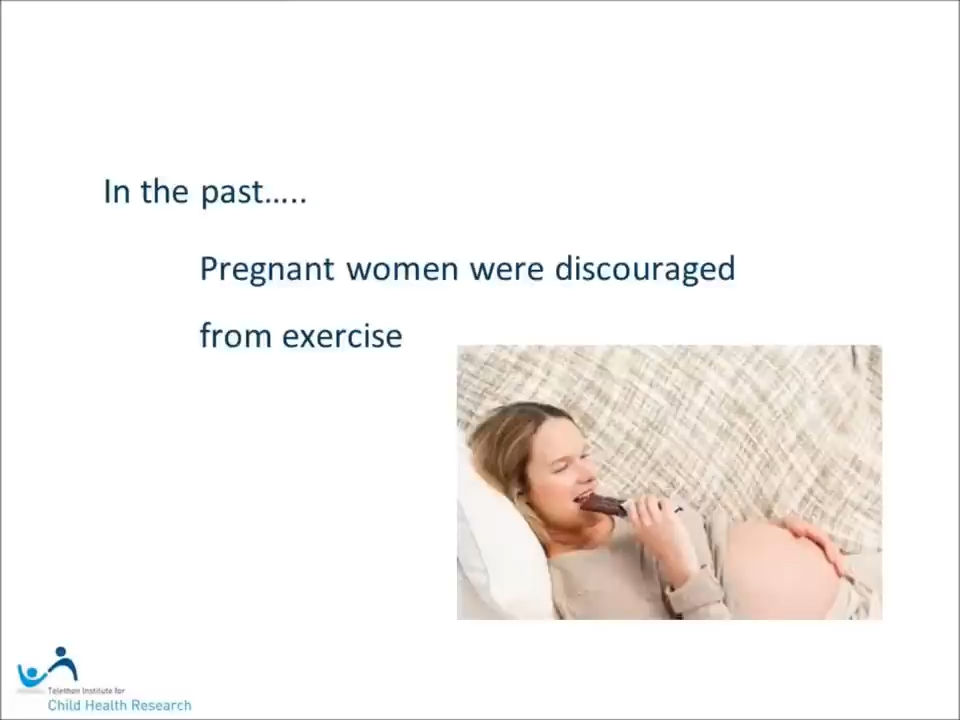 In the past…..
Pregnant women were discouraged
from exercise
Telethon Institute for
Child Health Research